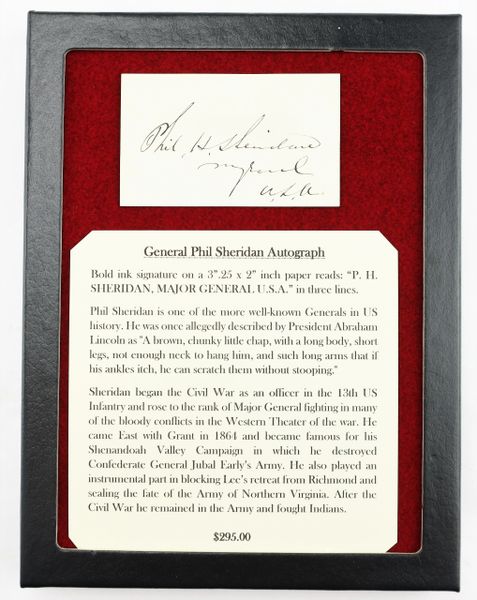 Phil. H. Sheridan
Mj Genl
U.S.A.
General Phil Sheridan Autograph
Bold ink signature on a 3".25 x 2" inch paper reads: "P. H.
SHERIDAN, MAJOR GENERAL U.S.A." in three lines.
Phil Sheridan is one of the more well-known Generals in US
history. He was once allegedly described by President Abraham
Lincoln as "A brown, chunky little chap, with a long body, short
legs, not enough neck to hang him, and such long arms that if
his ankles itch, he can scratch them without stooping."
Sheridan began the Civil War as an officer in the 13th US
Infantry and rose to the rank of Major General fighting in many
of the bloody conflicts in the Western Theater of the war. He
came East with Grant in 1864 and became famous for his
Shenandoah Valley Campaign in which he destroyed
Confederate General Jubal Early's Army. He also played an
instrumental part in blocking Lee's retreat from Richmond and
sealing the fate of the Army of Northern Virginia. After the
Civil War he remained in the Army and fought Indians.
$295.00